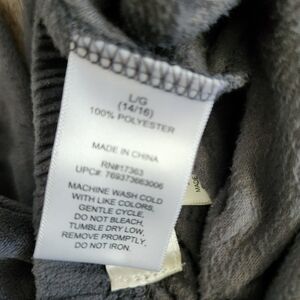 L/G
(14/16)
100% POLYESTER
MADE IN CHINA
RN#17363
UPC#: 769373663006
MACHINE WASH COLD
WITH LIKE COLORS,
GENTLE CYCLE.
DO NOT BLEACH.
TUMBLE DRY LOW,
REMOVE PROMPTLY.
DO NOT IRON.